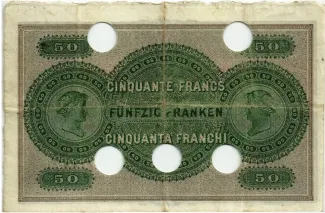 50 50
CINQUANTE FRANCS
FÜNFZIG FRANKEN
CINQUANTA FRANCHI
50 50